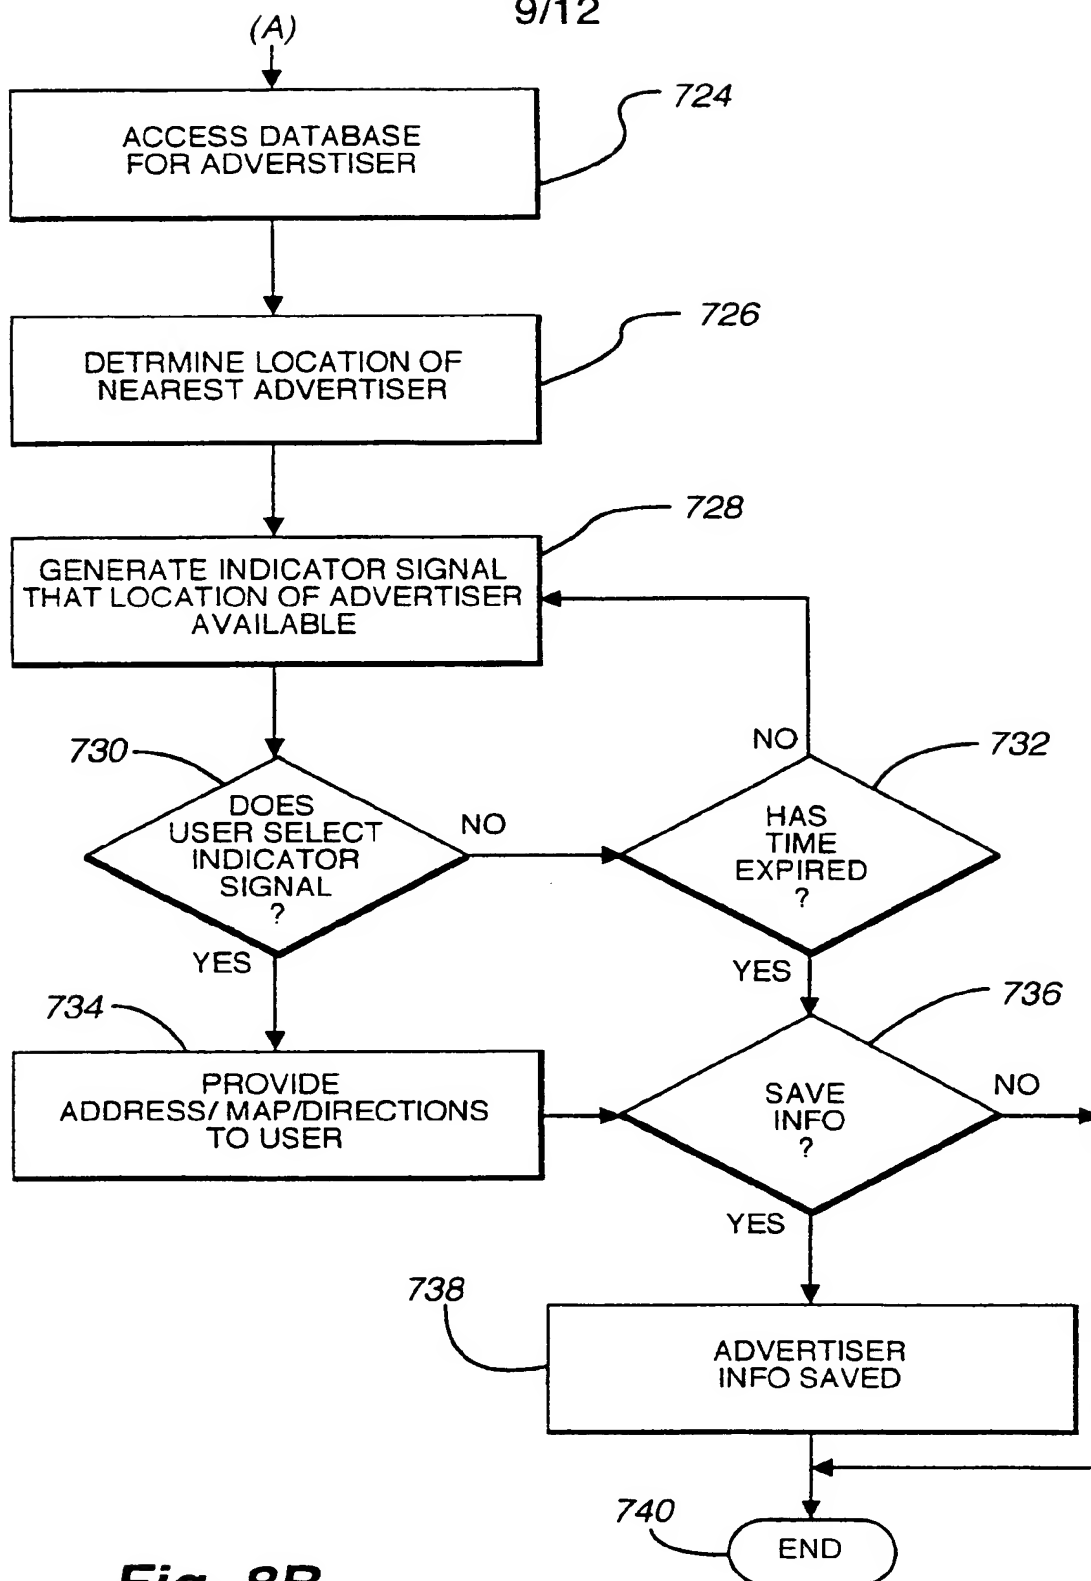 9/12
(A)
724
ACCESS DATABASE
FOR ADVERSTISER
726
DETRMINE LOCATION OF
NEAREST ADVERTISER
728
GENERATE INDICATOR SIGNAL
THAT LOCATION OF ADVERTISER
AVAILABLE
730
DOES
USER SELECT
INDICATOR
SIGNAL
?
NO
YES
732
NO
HAS
TIME
EXPIRED
?
YES
734
PROVIDE
ADDRESS/ MAP/DIRECTIONS
TO USER
736
SAVE
INFO
?
NO
YES
738
ADVERTISER
INFO SAVED
740
END
Fig. 8B